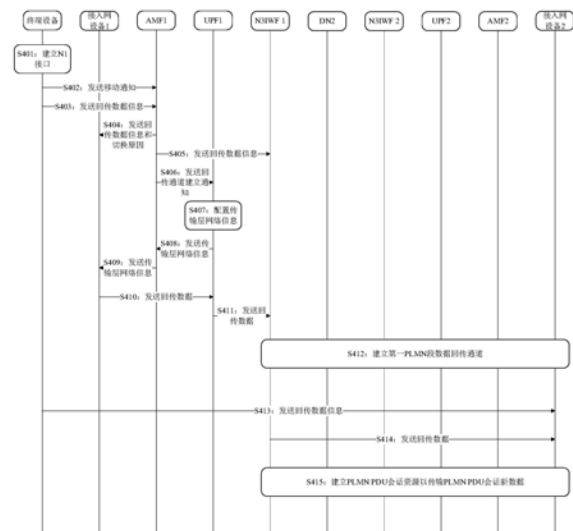 终端设备
接入网
设备1
AMF1
UPF1
N3IWF 1
DN2
N3IWF 2
UPF2
AMF2
接入网
设备2
S401：建立N1
接口
S402：发送移动通知
S403：发送回传数据信息
S404：发送回
传数据信息和
切换原因
S405：发送回传数据信息
S406：发送回
传通道建立通
知
S407：配置传
输层网络信息
S408：发送传
输层网络信息
S409：发送传
输层网络信息
S410：发送回传数据
S411：发送回
传数据
S412：建立第一PLMN段数据回传通道
S413：发送回传数据信息
S414：发送回传数据
S415：建立PLMN PDU会话资源以传输PLMN PDU会话新数据